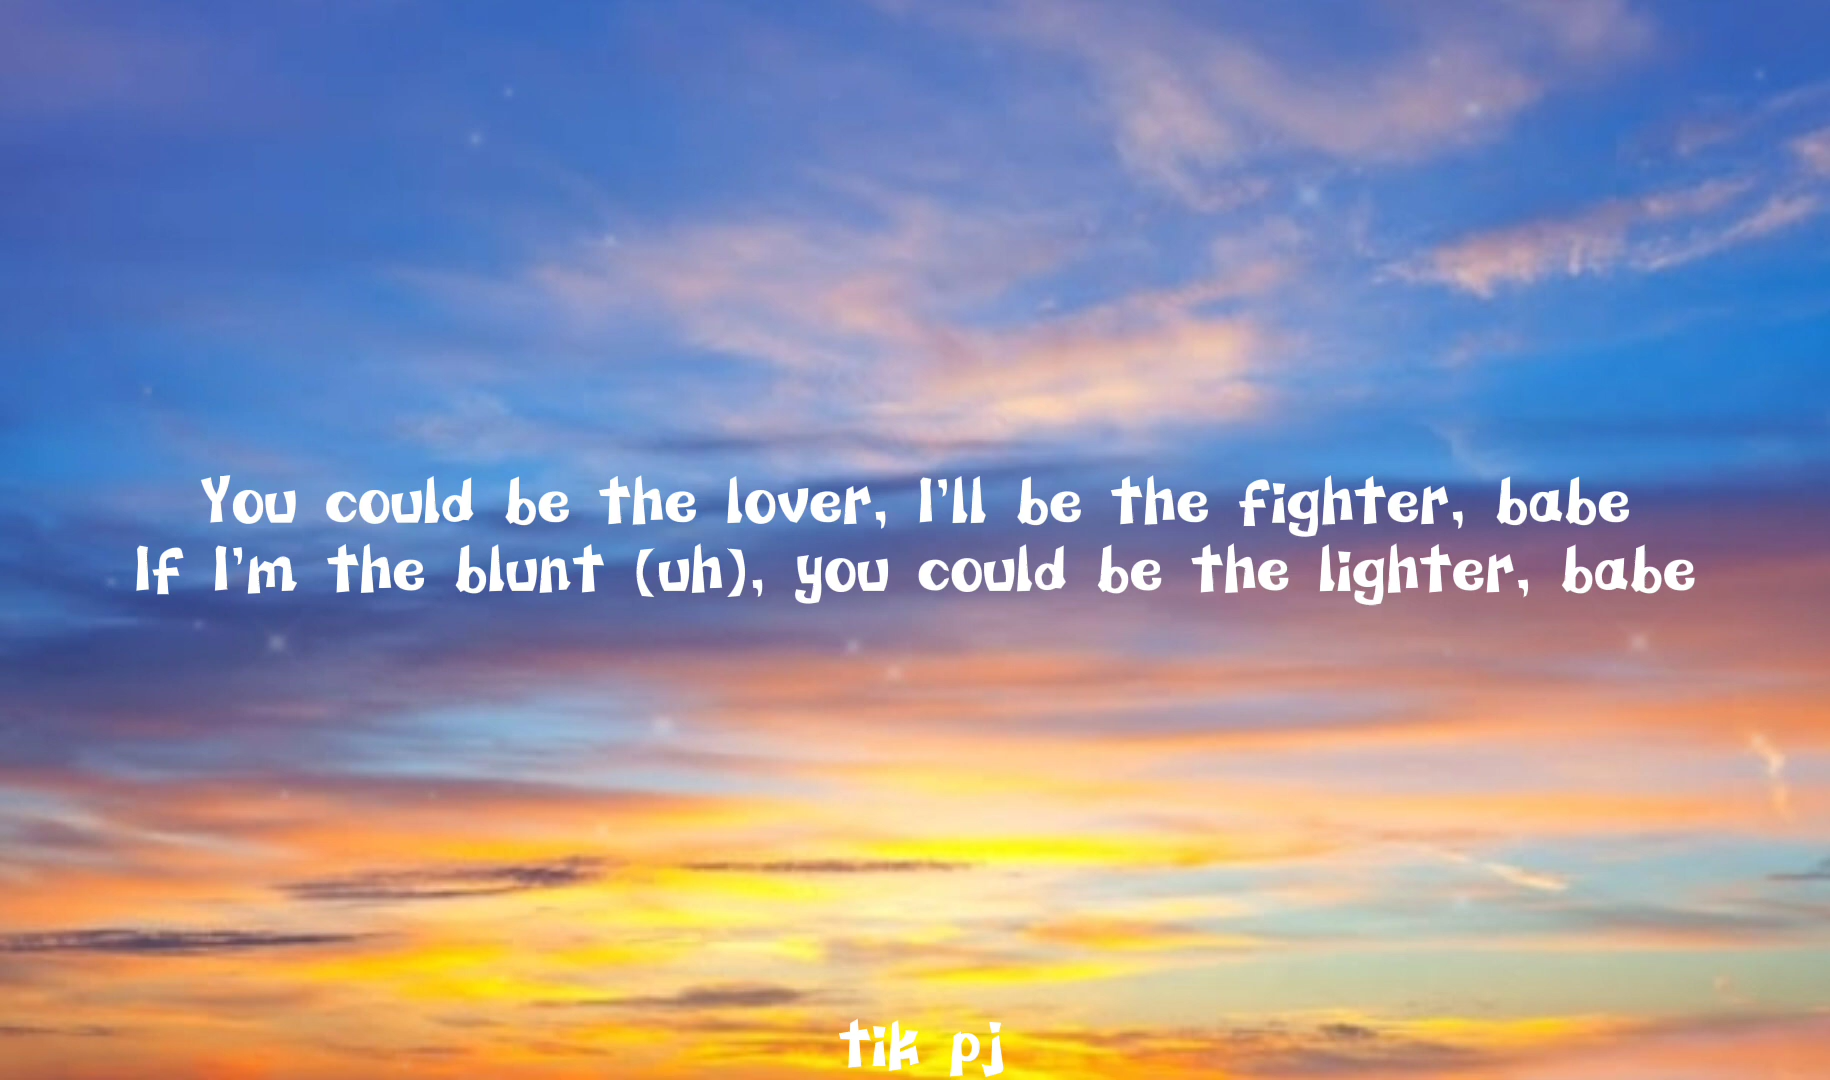 You could be the lover, I'll be the fighter, babe
If I'm the blunt (uh), you could be the lighter, babe
tik pj